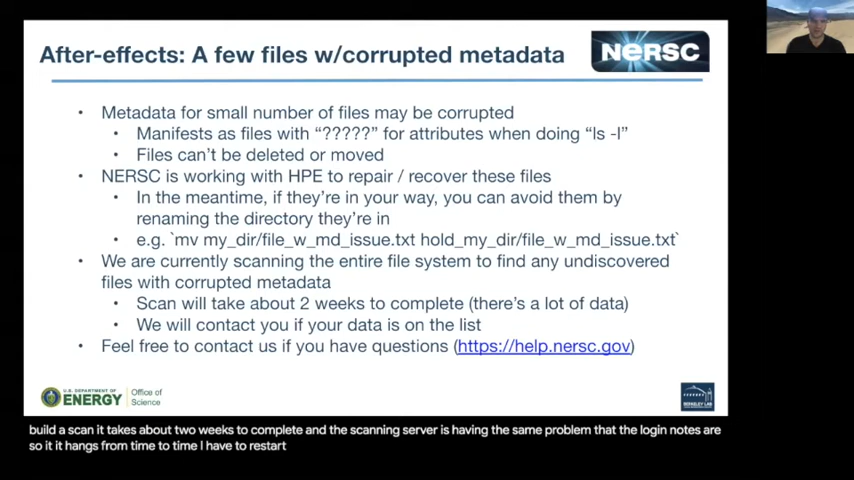 After-effects: A few files w/corrupted metadata
NERSC
• Metadata for small number of files may be corrupted
• Manifests as files with "?????" for attributes when doing "ls -l"
• Files can't be deleted or moved
• NERSC is working with HPE to repair / recover these files
• In the meantime, if they're in your way, you can avoid them by
renaming the directory they're in
• e.g. `mv my_dir/file_w_md_issue.txt hold_my_dir/file_w_md_issue.txt`
• We are currently scanning the entire file system to find any undiscovered
files with corrupted metadata
• Scan will take about 2 weeks to complete (there's a lot of data)
• We will contact you if your data is on the list
• Feel free to contact us if you have questions (https://help.nersc.gov)
U.S. DEPARTMENT OF
ENERGY
Office of
Science
BERKELEY LAB
build a scan it takes about two weeks to complete and the scanning server is having the same problem that the login notes are
so it it hangs from time to time I have to restart